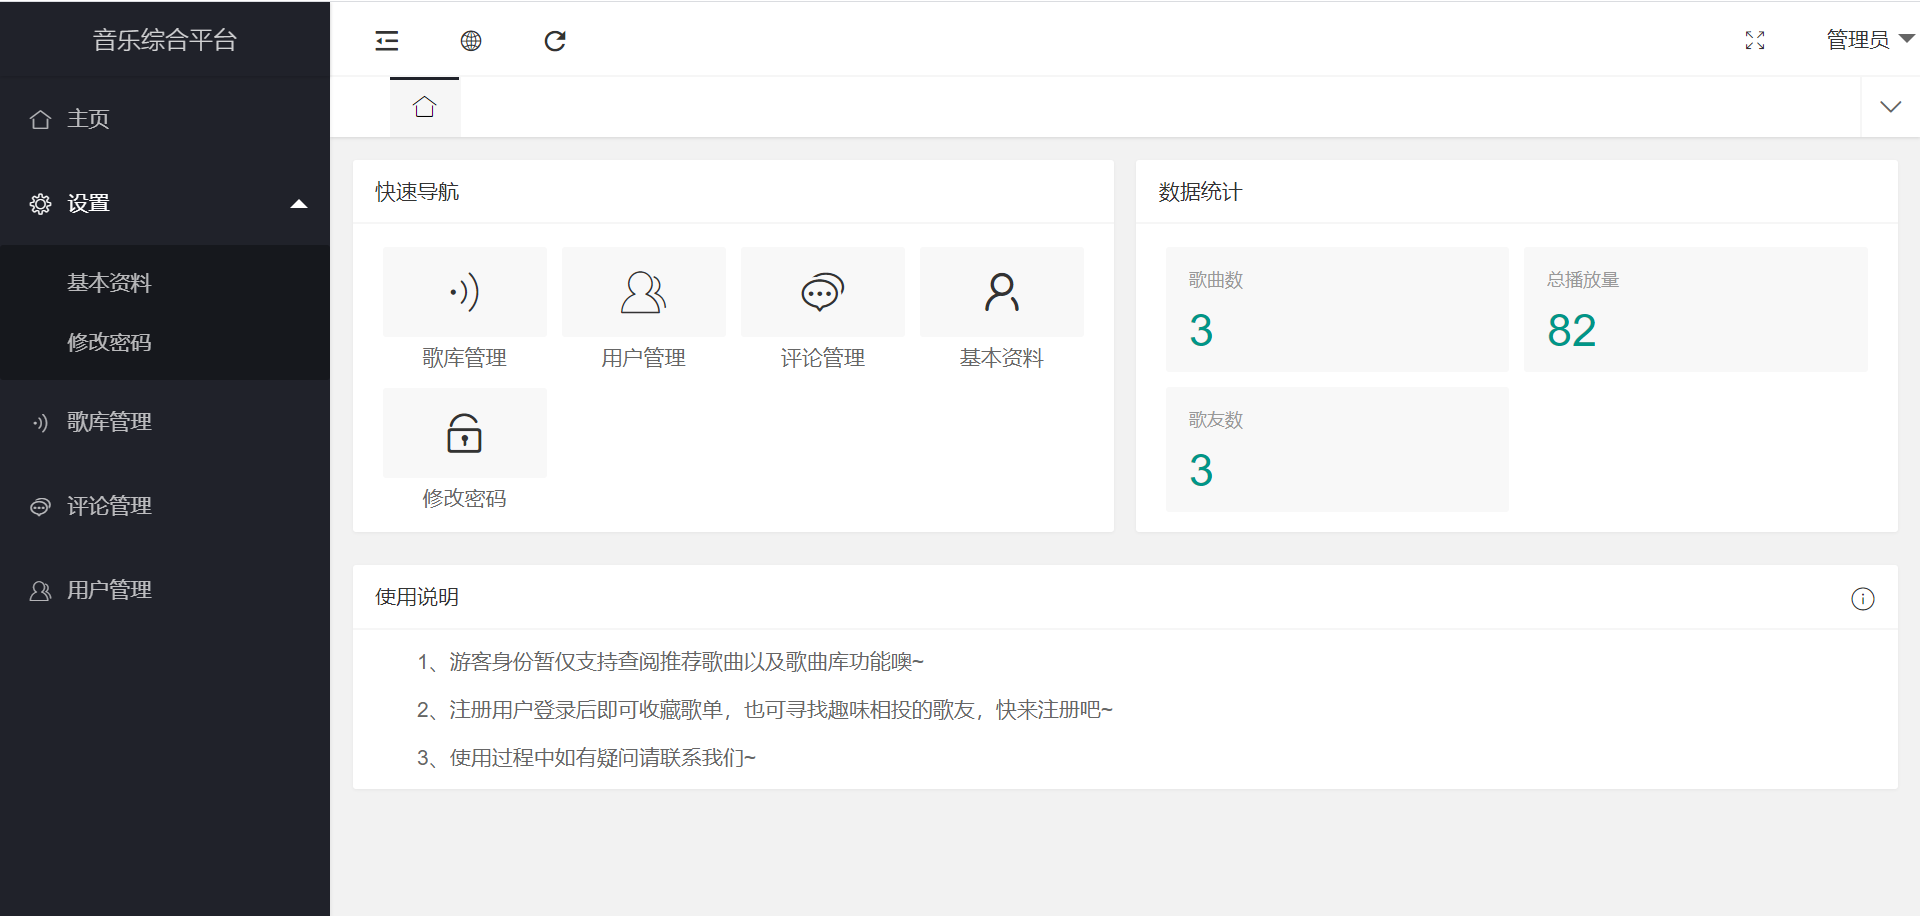 音乐综合平台
管理员
主页
设置
基本资料
修改密码
歌库管理
评论管理
用户管理
快速导航
歌库管理
用户管理
评论管理
基本资料
修改密码
数据统计
歌曲数
3
总播放量
82
歌友数
3
使用说明
1、游客身份暂仅支持查阅推荐歌曲以及歌曲库功能噢~
2、注册用户登录后即可收藏歌单，也可寻找趣味相投的歌友，快来注册吧~
3、使用过程中如有疑问请联系我们~